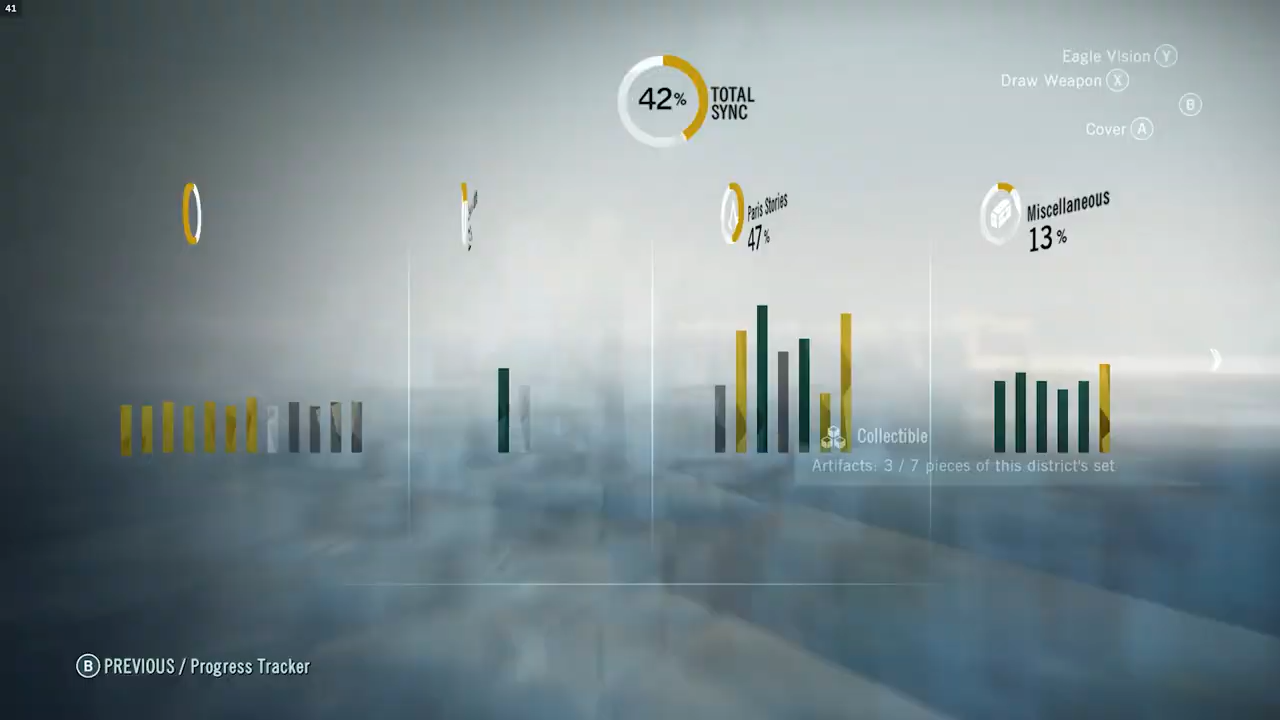 41
Eagle Vision Y
Draw Weapon X
B
Cover A
42%
TOTAL
SYNC
Paris Stories
47%
Miscellaneous
13%
Collectible
Artifacts: 3 / 7 pieces of this district's set
B PREVIOUS / Progress Tracker